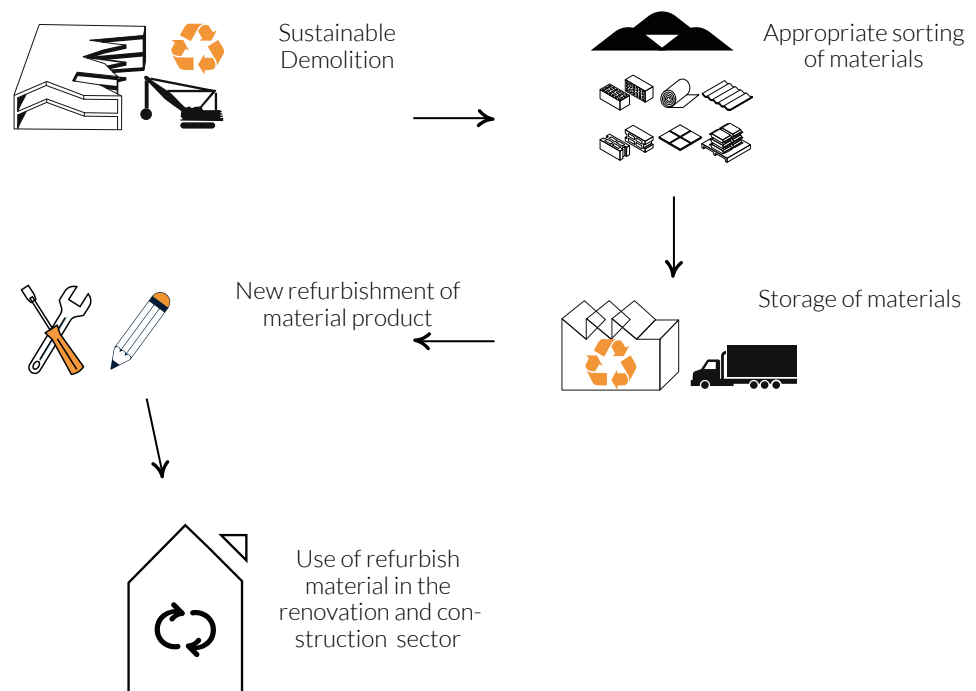 Sustainable
Demolition
Appropriate sorting
of materials
Storage of materials
New refurbishment of
material product
Use of refurbish
material in the
renovation and con-
struction sector